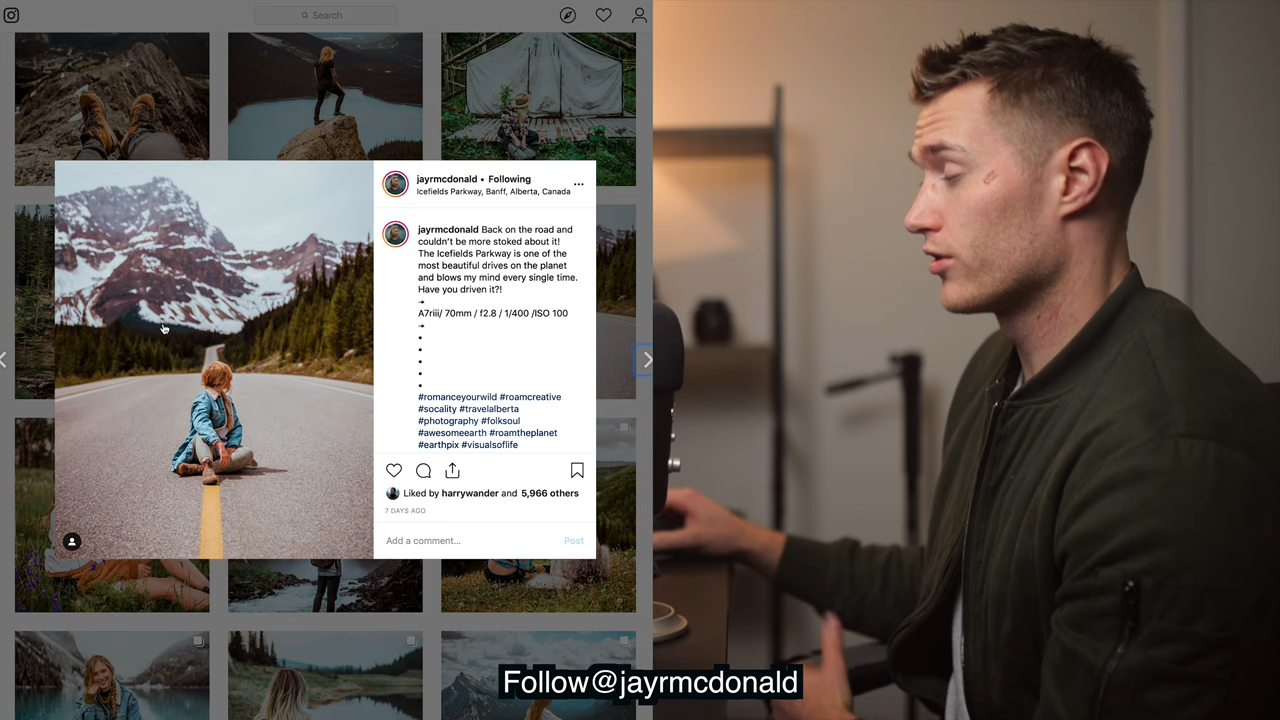 Search
jayrmcdonald • Following
Icefields Parkway, Banff, Alberta, Canada
jayrmcdonald Back on the road and
couldn't be more stoked about it!
The Icefields Parkway is one of the
most beautiful drives on the planet
and blows my mind every single time.
Have you driven it?!
A7riii/ 70mm / f2.8 / 1/400 /ISO 100
#romanceyourwild #roamcreative
#socality #travelalberta
#photography #folksoul
#awesomeearth #roamtheplanet
#earthpix #visualsoflife
Liked by harrywander and 5,966 others
7 DAYS AGO
Add a comment... Post
Follow@jayrmcdonald